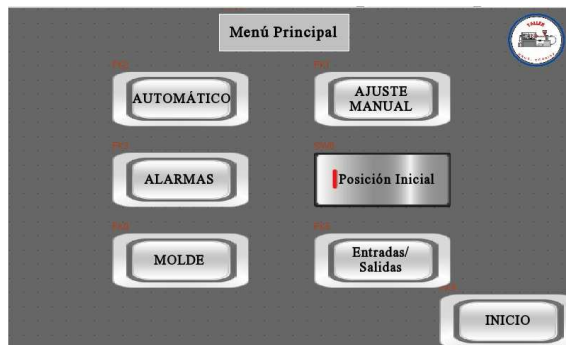 Menú Principal
AUTOMÁTICO
AJUSTE
MANUAL
ALARMAS
Posición Inicial
MOLDE
Entradas/
Salidas
INICIO